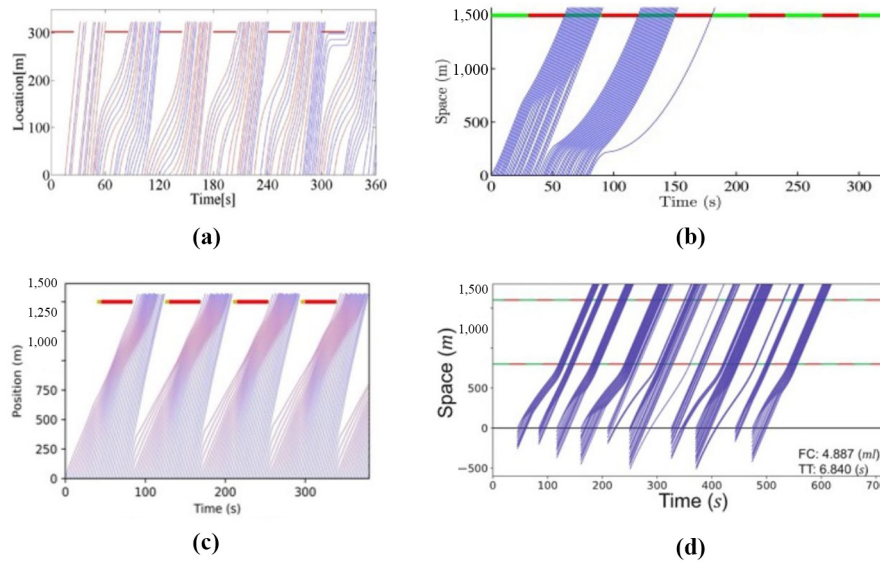 300
200
100
0
Location[m]
0 60 120 180 240 300 360
Time[s]
(a)
1,500
1,000
500
0
Space (m)
0 50 100 150 200 250 300
Time (s)
(b)
1,500
1,250
1,000
750
500
250
0
Position (m)
0 100 200 300
Time (s)
(c)
1,500
1,000
500
0
−500
Space (m)
FC: 4.887 (ml)
TT: 6.840 (s)
0 100 200 300 400 500 600 700
Time (s)
(d)